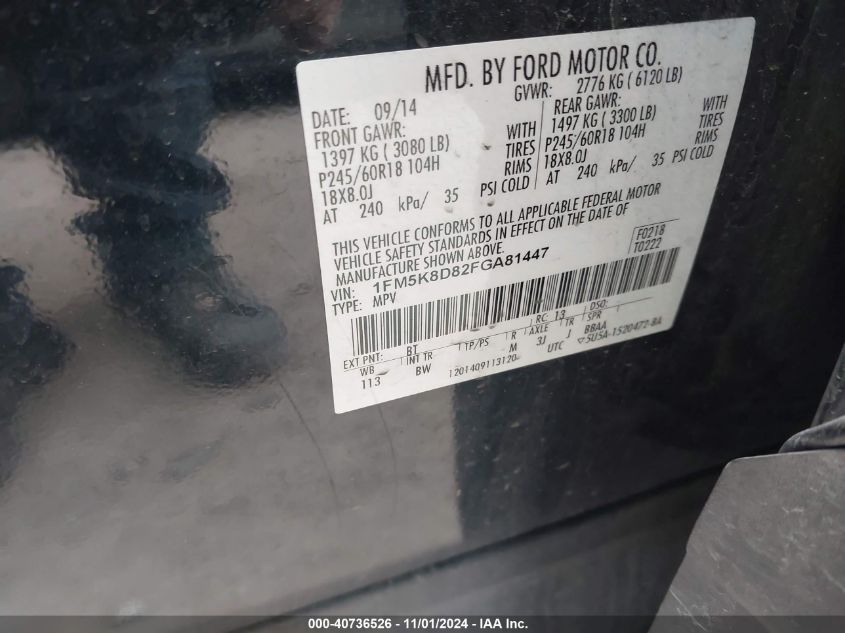 MFD. BY FORD MOTOR CO.
DATE: 09/14 GVWR: 2776 KG ( 6120 LB)
FRONT GAWR: REAR GAWR:
1397 KG ( 3080 LB) WITH 1497 KG ( 3300 LB) WITH
P245/60R18 104H TIRES P245/60R18 104H TIRES
18X8.0J RIMS 18X8.0J RIMS
AT 240 kPa/ 35 PSI COLD AT 240 kPa/ 35 PSI COLD
THIS VEHICLE CONFORMS TO ALL APPLICABLE FEDERAL MOTOR
VEHICLE SAFETY STANDARDS IN EFFECT ON THE DATE OF
MANUFACTURE SHOWN ABOVE.
VIN: 1FM5K8D82FGA81447 F0218
TYPE: MPV T0222
EXT PNT: BT RC: 13 DSO:
WB INT TR TP/PS R AXLE TR SPR
113 BW M 3J J BBAA
1201409113120 UTC 5U5A-1520472-BA
000-40736526 - 11/01/2024 - IAA Inc.